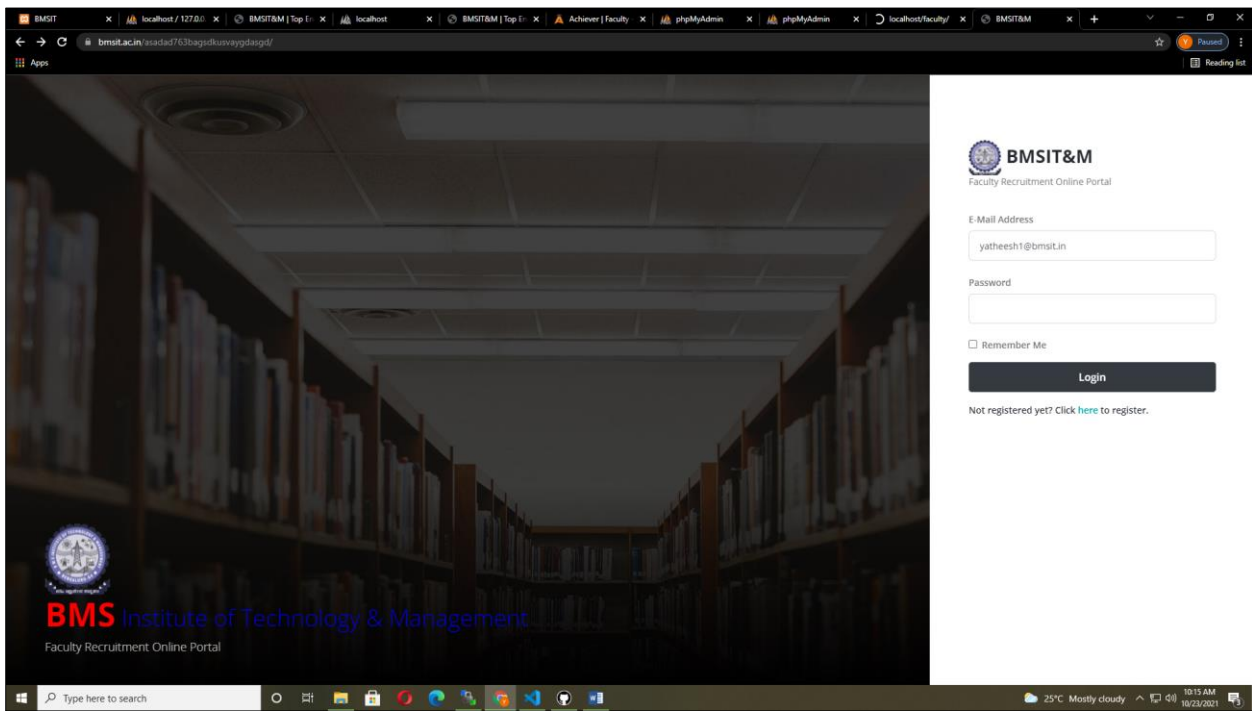 BMSIT
localhost / 127.0.0.
BMSIT&M | Top En
localhost
BMSIT&M | Top En
Achiever | Faculty
phpMyAdmin
phpMyAdmin
localhost/faculty/
BMSIT&M
bmsit.ac.in/asadad763bagsdkusvaygdasgd/
Y Paused
Apps
Reading list
BMSIT&M
Faculty Recruitment Online Portal
E-Mail Address
yatheesh1@bmsit.in
Password
Remember Me
Login
Not registered yet? Click here to register.
BMS Institute of Technology & Management
Faculty Recruitment Online Portal
Type here to search
25°C Mostly cloudy
10:15 AM
10/23/2021